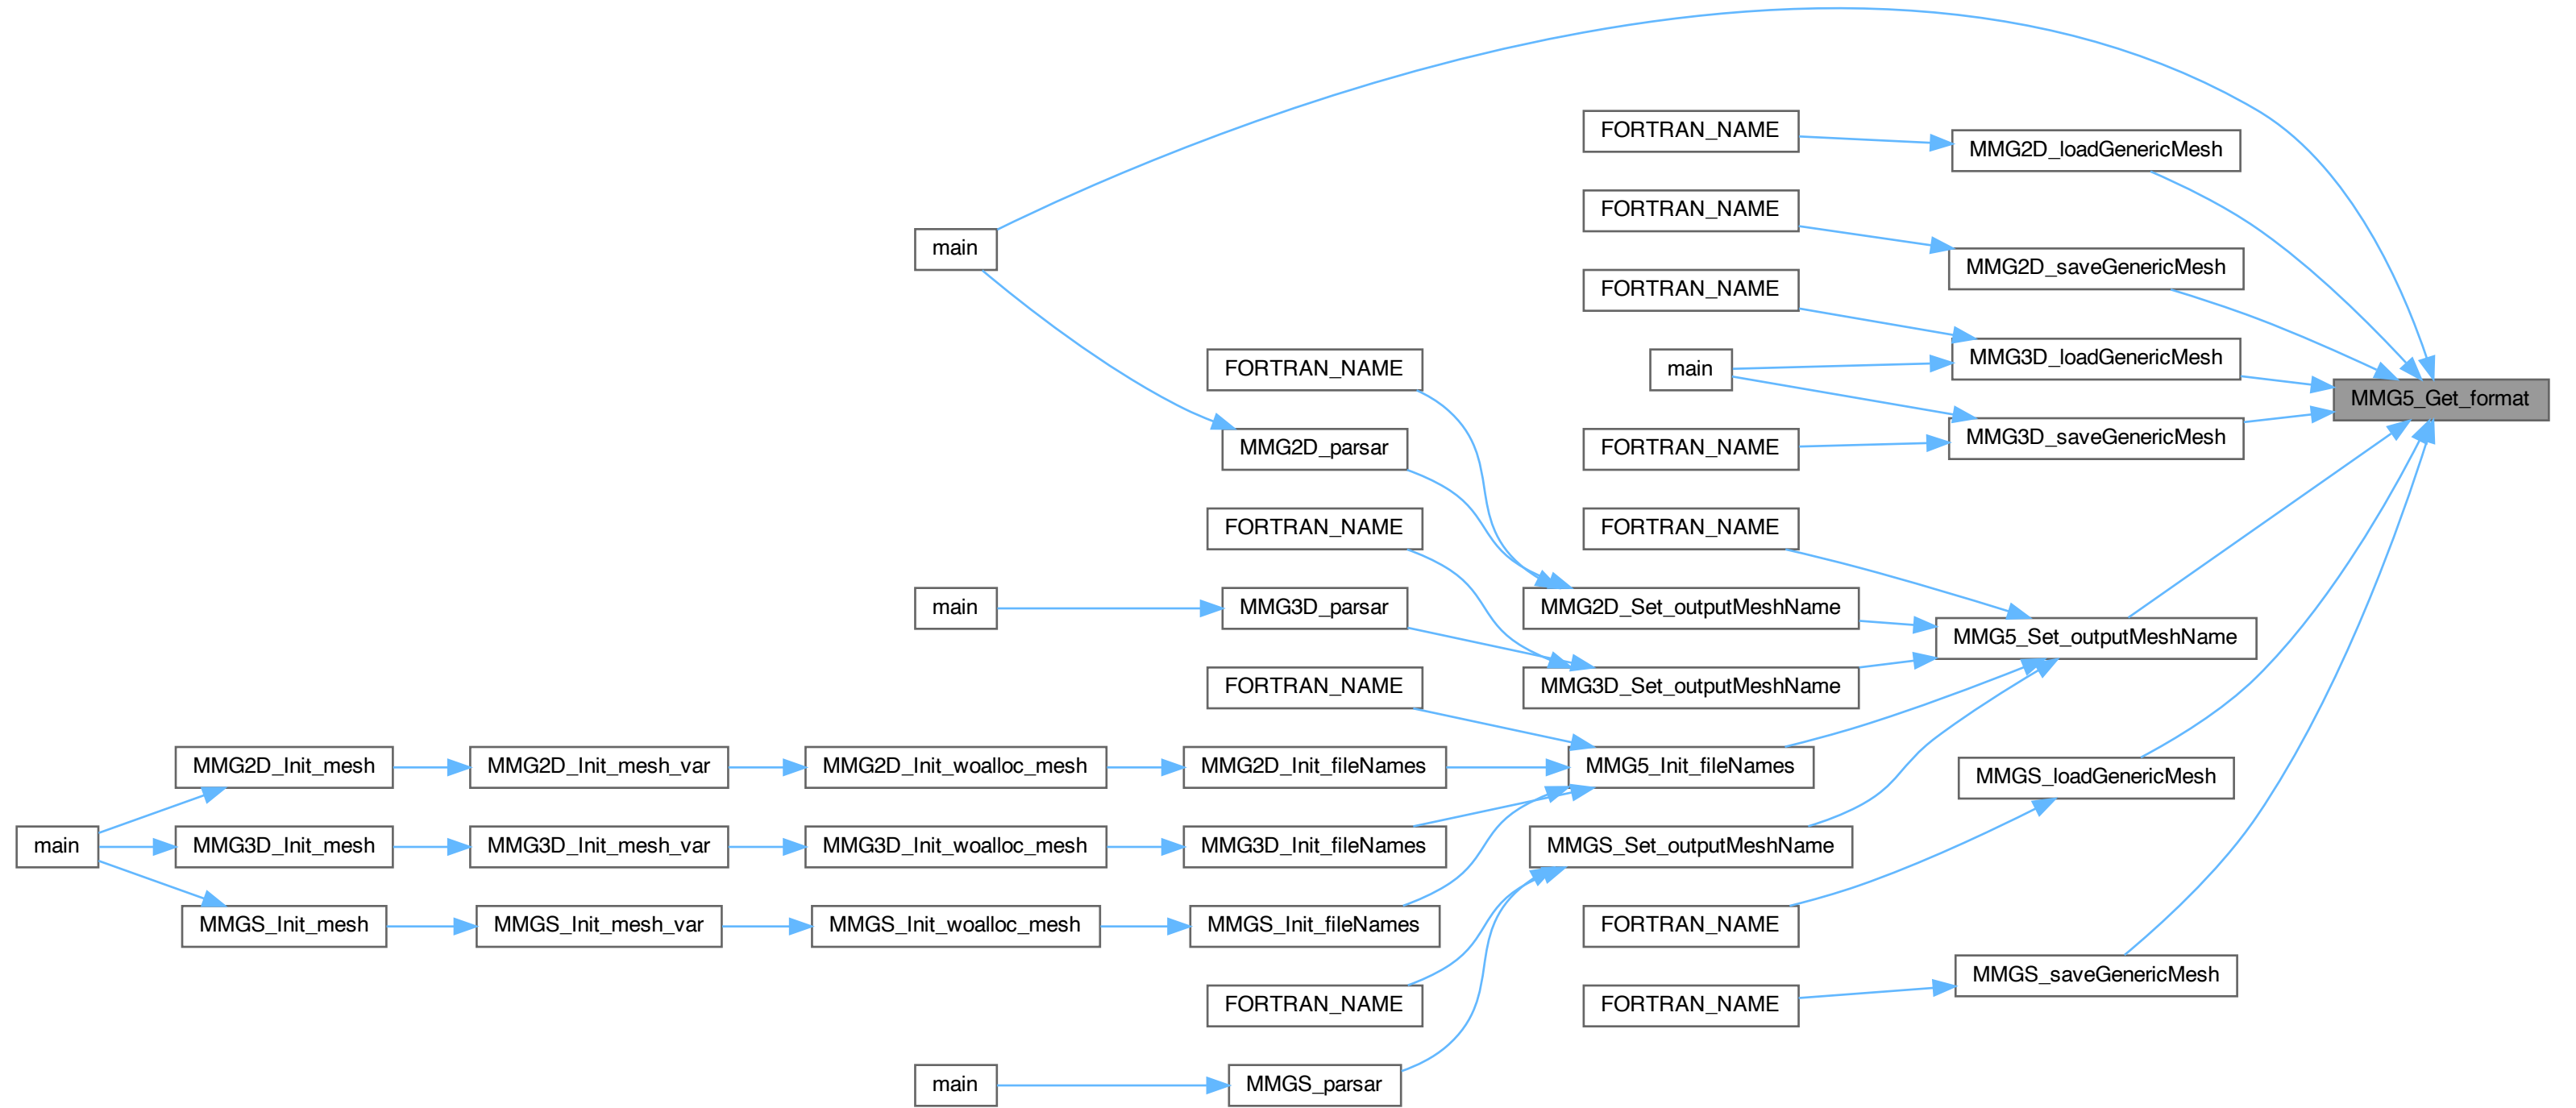 FORTRAN_NAME
MMG2D_loadGenericMesh
FORTRAN_NAME
main
MMG2D_saveGenericMesh
FORTRAN_NAME
FORTRAN_NAME
main
MMG3D_loadGenericMesh
MMG5_Get_format
MMG2D_parsar
FORTRAN_NAME
MMG3D_saveGenericMesh
FORTRAN_NAME
FORTRAN_NAME
main
MMG3D_parsar
MMG2D_Set_outputMeshName
MMG5_Set_outputMeshName
FORTRAN_NAME
MMG3D_Set_outputMeshName
MMG2D_Init_mesh
MMG2D_Init_mesh_var
MMG2D_Init_woalloc_mesh
MMG2D_Init_fileNames
MMG5_Init_fileNames
MMGS_loadGenericMesh
main
MMG3D_Init_mesh
MMG3D_Init_mesh_var
MMG3D_Init_woalloc_mesh
MMG3D_Init_fileNames
MMGS_Set_outputMeshName
MMGS_Init_mesh
MMGS_Init_mesh_var
MMGS_Init_woalloc_mesh
MMGS_Init_fileNames
FORTRAN_NAME
MMGS_saveGenericMesh
FORTRAN_NAME
FORTRAN_NAME
main
MMGS_parsar